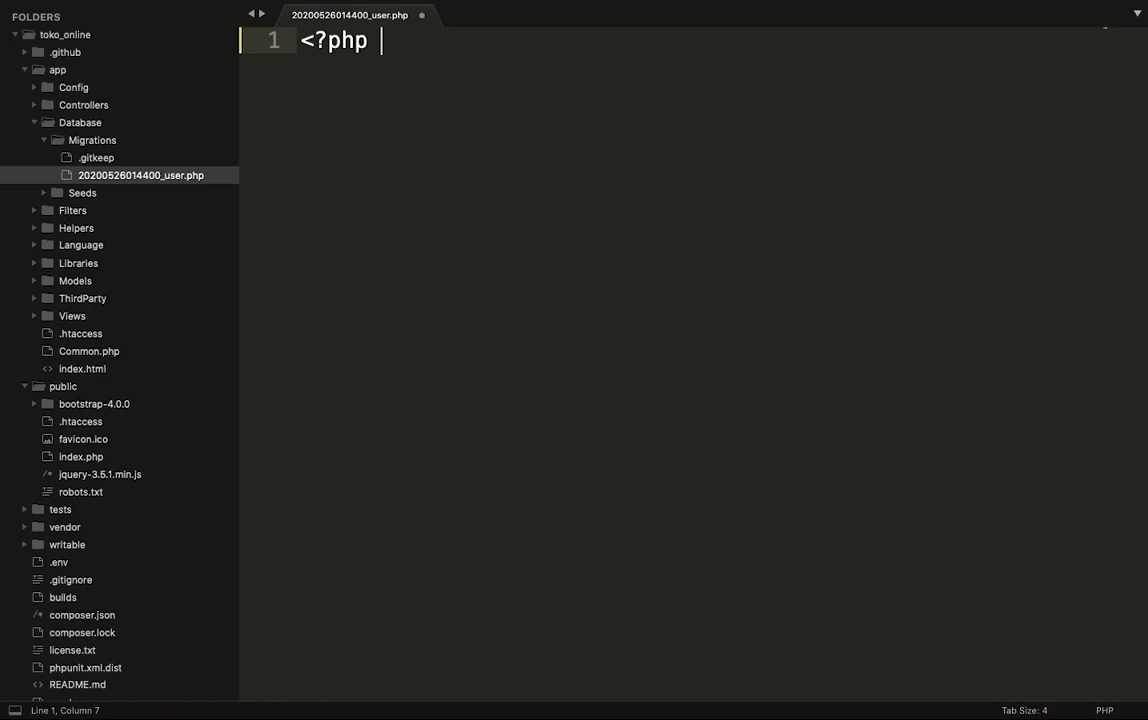 FOLDERS
toko_online
.github
app
Config
Controllers
Database
Migrations
.gitkeep
20200526014400_user.php
Seeds
Filters
Helpers
Language
Libraries
Models
ThirdParty
Views
.htaccess
Common.php
<> index.html
public
bootstrap-4.0.0
.htaccess
favicon.ico
index.php
/* jquery-3.5.1.min.js
robots.txt
tests
vendor
writable
.env
.gitignore
builds
/* composer.json
composer.lock
license.txt
phpunit.xml.dist
<> README.md
20200526014400_user.php
1 <?php
Line 1, Column 7
Tab Size: 4
PHP